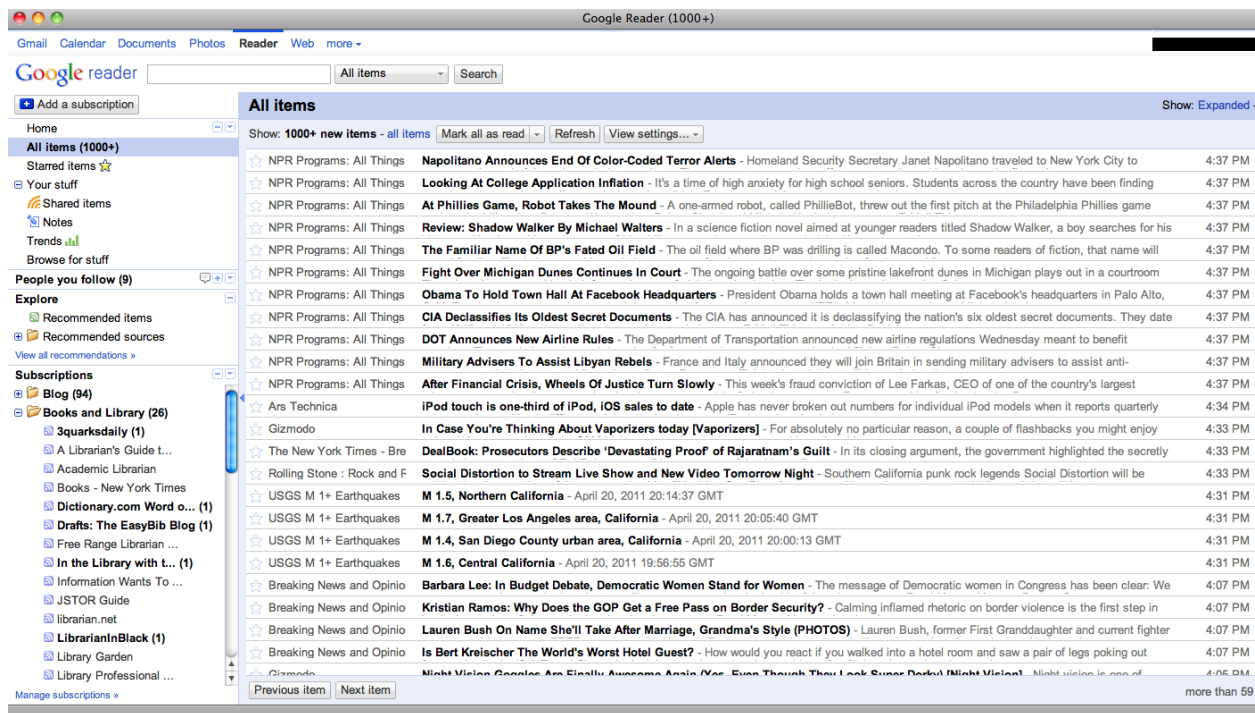 Google Reader (1000+)
Gmail Calendar Documents Photos Reader Web more
Google reader
All items
Search
Add a subscription
Home
All items (1000+)
Starred items
Your stuff
Shared items
Notes
Trends
Browse for stuff
People you follow (9)
Explore
Recommended items
Recommended sources
View all recommendations »
Subscriptions
Blog (94)
Books and Library (26)
3quarksdaily (1)
A Librarian's Guide t...
Academic Librarian
Books - New York Times
Dictionary.com Word o... (1)
Drafts: The EasyBib Blog (1)
Free Range Librarian ...
In the Library with t... (1)
Information Wants To ...
JSTOR Guide
librarian.net
LibrarianInBlack (1)
Library Garden
Library Professional ...
Manage subscriptions »
All items
Show: Expanded
Show: 1000+ new items - all items Mark all as read Refresh View settings...
NPR Programs: All Things Napolitano Announces End Of Color-Coded Terror Alerts - Homeland Security Secretary Janet Napolitano traveled to New York City to 4:37 PM
NPR Programs: All Things Looking At College Application Inflation - It's a time of high anxiety for high school seniors. Students across the country have been finding 4:37 PM
NPR Programs: All Things At Phillies Game, Robot Takes The Mound - A one-armed robot, called PhillieBot, threw out the first pitch at the Philadelphia Phillies game 4:37 PM
NPR Programs: All Things Review: Shadow Walker By Michael Walters - In a science fiction novel aimed at younger readers titled Shadow Walker, a boy searches for his 4:37 PM
NPR Programs: All Things The Familiar Name Of BP's Fated Oil Field - The oil field where BP was drilling is called Macondo. To some readers of fiction, that name will 4:37 PM
NPR Programs: All Things Fight Over Michigan Dunes Continues In Court - The ongoing battle over some pristine lakefront dunes in Michigan plays out in a courtroom 4:37 PM
NPR Programs: All Things Obama To Hold Town Hall At Facebook Headquarters - President Obama holds a town hall meeting at Facebook's headquarters in Palo Alto, 4:37 PM
NPR Programs: All Things CIA Declassifies Its Oldest Secret Documents - The CIA has announced it is declassifying the nation's six oldest secret documents. They date 4:37 PM
NPR Programs: All Things DOT Announces New Airline Rules - The Department of Transportation announced new airline regulations Wednesday meant to benefit 4:37 PM
NPR Programs: All Things Military Advisers To Assist Libyan Rebels - France and Italy announced they will join Britain in sending military advisers to assist anti- 4:37 PM
NPR Programs: All Things After Financial Crisis, Wheels Of Justice Turn Slowly - This week's fraud conviction of Lee Farkas, CEO of one of the country's largest 4:37 PM
Ars Technica iPod touch is one-third of iPod, iOS sales to date - Apple has never broken out numbers for individual iPod models when it reports quarterly 4:34 PM
Gizmodo In Case You're Thinking About Vaporizers today [Vaporizers] - For absolutely no particular reason, a couple of flashbacks you might enjoy 4:33 PM
The New York Times - Bre DealBook: Prosecutors Describe 'Devastating Proof' of Rajaratnam's Guilt - In its closing argument, the government highlighted the secretly 4:33 PM
Rolling Stone : Rock and F Social Distortion to Stream Live Show and New Video Tomorrow Night - Southern California punk rock legends Social Distortion will be 4:33 PM
USGS M 1+ Earthquakes M 1.5, Northern California - April 20, 2011 20:14:37 GMT 4:31 PM
USGS M 1+ Earthquakes M 1.7, Greater Los Angeles area, California - April 20, 2011 20:05:40 GMT 4:31 PM
USGS M 1+ Earthquakes M 1.4, San Diego County urban area, California - April 20, 2011 20:00:13 GMT 4:31 PM
USGS M 1+ Earthquakes M 1.6, Central California - April 20, 2011 19:56:55 GMT 4:31 PM
Breaking News and Opinio Barbara Lee: In Budget Debate, Democratic Women Stand for Women - The message of Democratic women in Congress has been clear: We 4:07 PM
Breaking News and Opinio Kristian Ramos: Why Does the GOP Get a Free Pass on Border Security? - Calming inflamed rhetoric on border violence is the first step in 4:07 PM
Breaking News and Opinio Lauren Bush On Name She'll Take After Marriage, Grandma's Style (PHOTOS) - Lauren Bush, former First Granddaughter and current fighter 4:07 PM
Breaking News and Opinio Is Bert Kreischer The World's Worst Hotel Guest? - How would you react if you walked into a hotel room and saw a pair of legs poking out 4:07 PM
Gizmodo Night Vision Goggles Are Finally Awesome Again (Yes, Even Though They Look Super Dorky) [Night Vision] - Night vision is one of 4:05 PM
Previous item Next item
more than 59